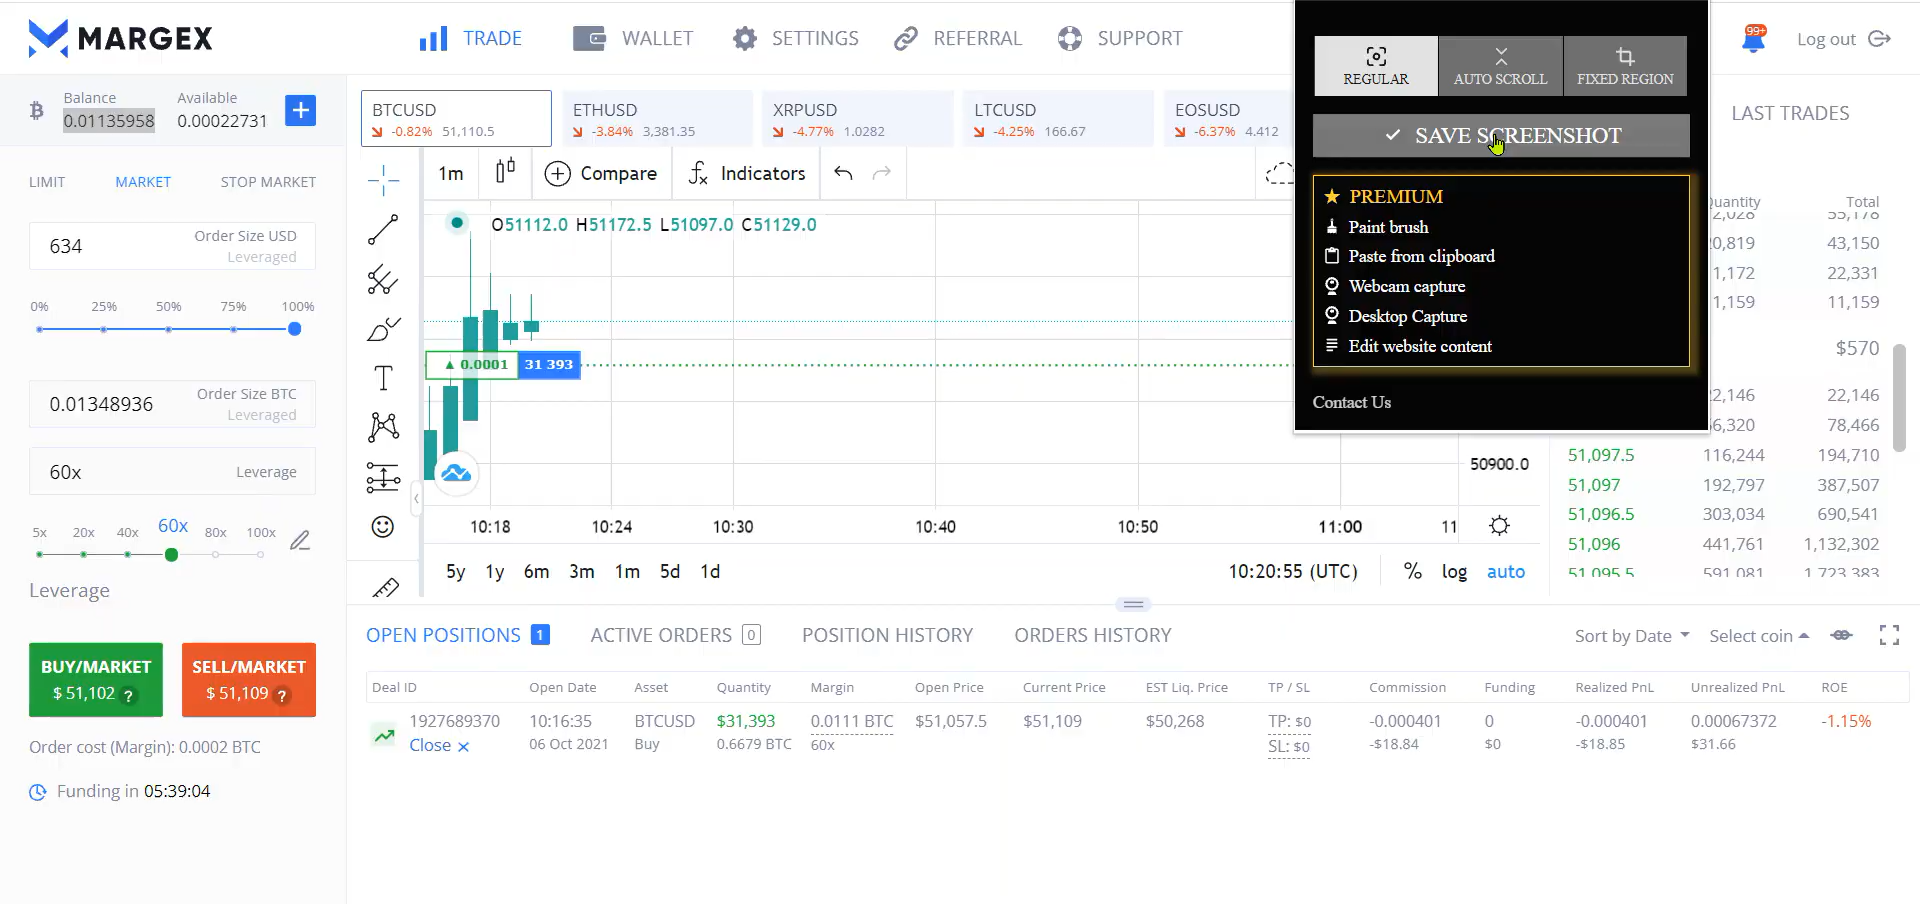 MARGEX
TRADE WALLET SETTINGS REFERRAL SUPPORT
99+
Log out
Balance
0.01135958
Available
0.00022731
LIMIT MARKET STOP MARKET
634
Order Size USD
Leveraged
0% 25% 50% 75% 100%
0.01348936
Order Size BTC
Leveraged
60x
Leverage
5x 20x 40x 60x 80x 100x
Leverage
BUY/MARKET
$ 51,102 ?
SELL/MARKET
$ 51,109 ?
Order cost (Margin): 0.0002 BTC
Funding in 05:39:04
BTCUSD
-0.82% 51,110.5
ETHUSD
-3.84% 3,381.35
XRPUSD
-4.77% 1.0282
LTCUSD
-4.25% 166.67
EOSUSD
-6.37% 4.412
1m Compare Indicators
O51112.0 H51172.5 L51097.0 C51129.0
0.0001 31 393
50900.0
10:18 10:24 10:30 10:40 10:50 11:00 11
5y 1y 6m 3m 1m 5d 1d
10:20:55 (UTC) % log auto
REGULAR
AUTO SCROLL
FIXED REGION
SAVE SCREENSHOT
PREMIUM
Paint brush
Paste from clipboard
Webcam capture
Desktop Capture
Edit website content
Contact Us
LAST TRADES
Total
43,150
22,331
11,159
$570
22,146
78,466
51,097.5 116,244 194,710
51,097 192,797 387,507
51,096.5 303,034 690,541
51,096 441,761 1,132,302
51,095.5 591,081 1,723,383
OPEN POSITIONS 1 ACTIVE ORDERS 0 POSITION HISTORY ORDERS HISTORY
Sort by Date Select coin
Deal ID Open Date Asset Quantity Margin Open Price Current Price EST Liq. Price TP / SL Commission Funding Realized PnL Unrealized PnL ROE
1927689370 10:16:35 BTCUSD $31,393 0.0111 BTC $51,057.5 $51,109 $50,268 TP: $0 -0.000401 0 -0.000401 0.00067372 -1.15%
Close 06 Oct 2021 Buy 0.6679 BTC 60x SL: $0 -$18.84 $0 -$18.85 $31.66